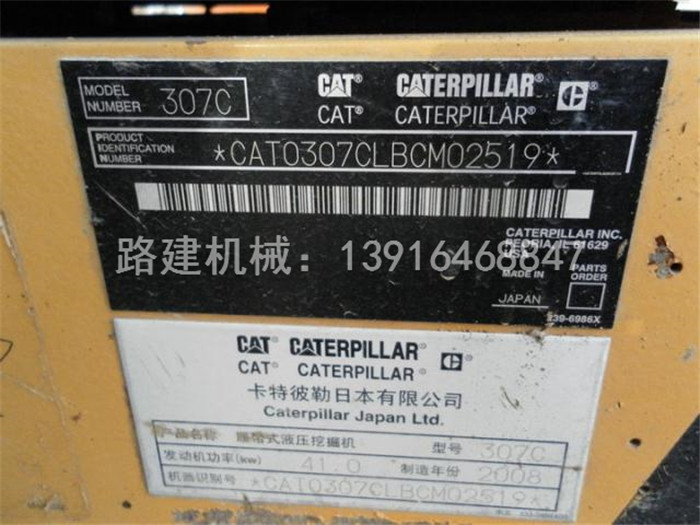 MODEL NUMBER 307C
CAT CATERPILLAR
CAT® CATERPILLAR®
PRODUCT IDENTIFICATION NUMBER *CAT0307CLBCM02519*
CATERPILLAR INC.
PEORIA, IL 61629
USA
路建机械：13916468847
MADE IN JAPAN
PARTS ORDER
239-6986X
CAT CATERPILLAR
CAT® CATERPILLAR®
卡特彼勒日本有限公司
Caterpillar Japan Ltd.
产品名称 履带式液压挖掘机 型号 307C
发动机功率(kw) 41.0 制造年份 2008
机器识别号 *CAT0307CLBCM02519*